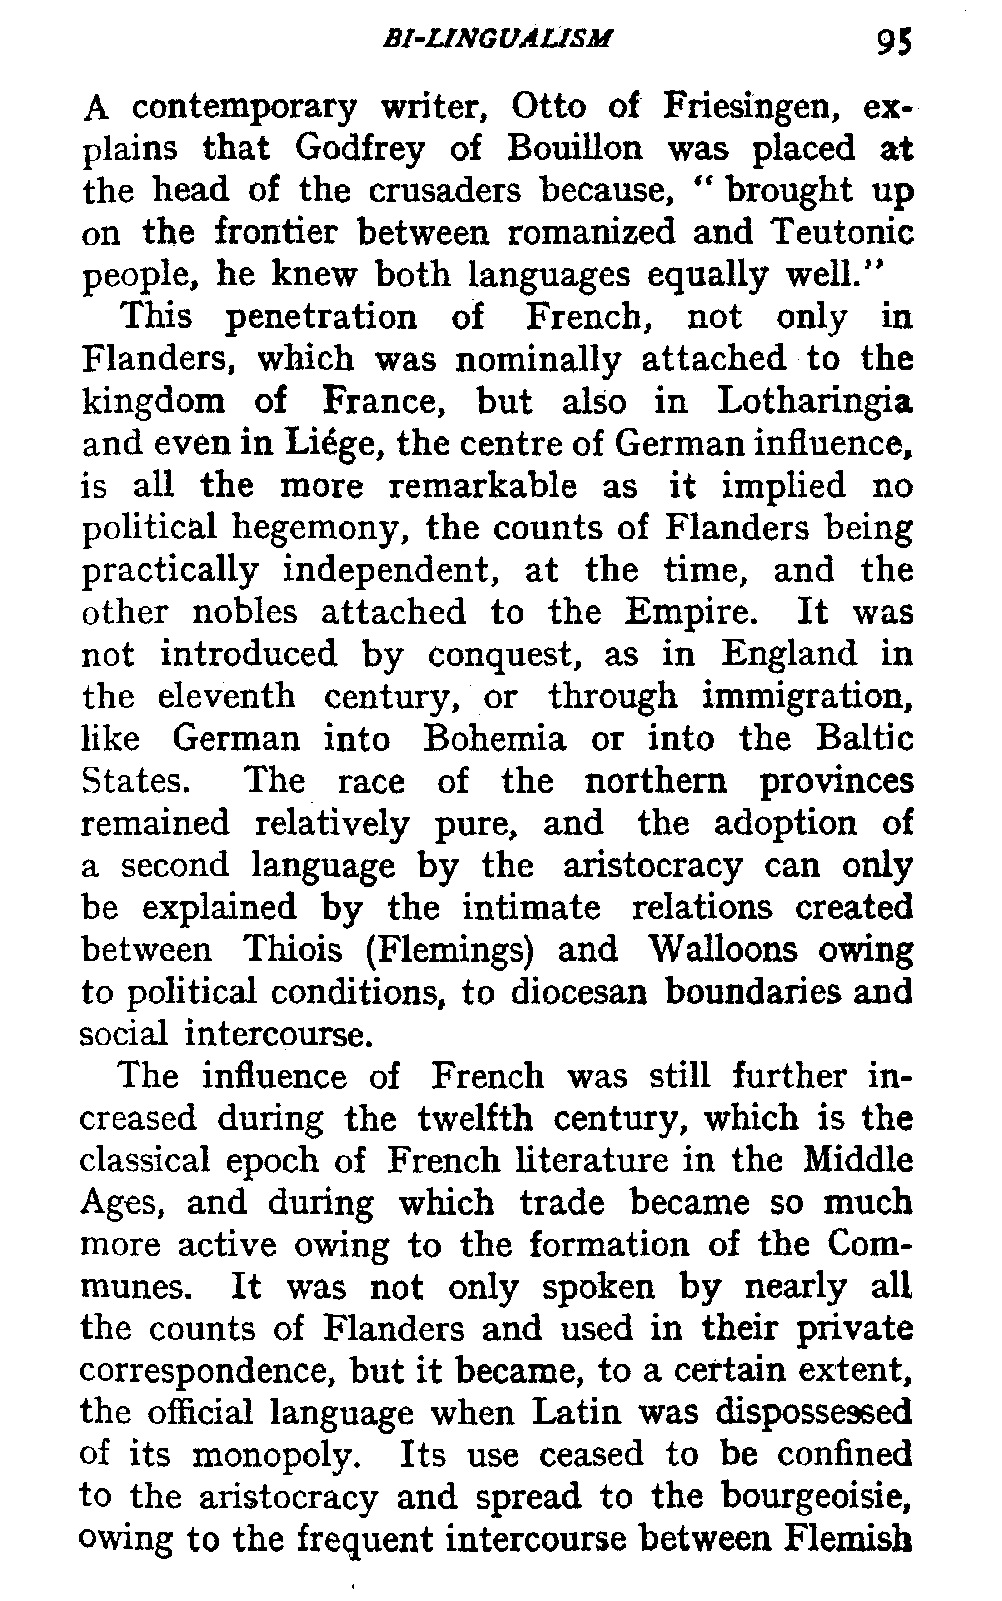 BI-LINGUALISM 95
A contemporary writer, Otto of Friesingen, ex-
plains that Godfrey of Bouillon was placed at
the head of the crusaders because, “ brought up
on the frontier between romanized and Teutonic
people, he knew both languages equally well.”
This penetration of French, not only in
Flanders, which was nominally attached to the
kingdom of France, but also in Lotharingia
and even in Liége, the centre of German influence,
is all the more remarkable as it implied no
political hegemony, the counts of Flanders being
practically independent, at the time, and the
other nobles attached to the Empire. It was
not introduced by conquest, as in England in
the eleventh century, or through immigration,
like German into Bohemia or into the Baltic
States. The race of the northern provinces
remained relatively pure, and the adoption of
a second language by the aristocracy can only
be explained by the intimate relations created
between Thiois (Flemings) and Walloons owing
to political conditions, to diocesan boundaries and
social intercourse.
The influence of French was still further in-
creased during the twelfth century, which is the
classical epoch of French literature in the Middle
Ages, and during which trade became so much
more active owing to the formation of the Com-
munes. It was not only spoken by nearly all
the counts of Flanders and used in their private
correspondence, but it became, to a certain extent,
the official language when Latin was dispossessed
of its monopoly. Its use ceased to be confined
to the aristocracy and spread to the bourgeoisie,
owing to the frequent intercourse between Flemish